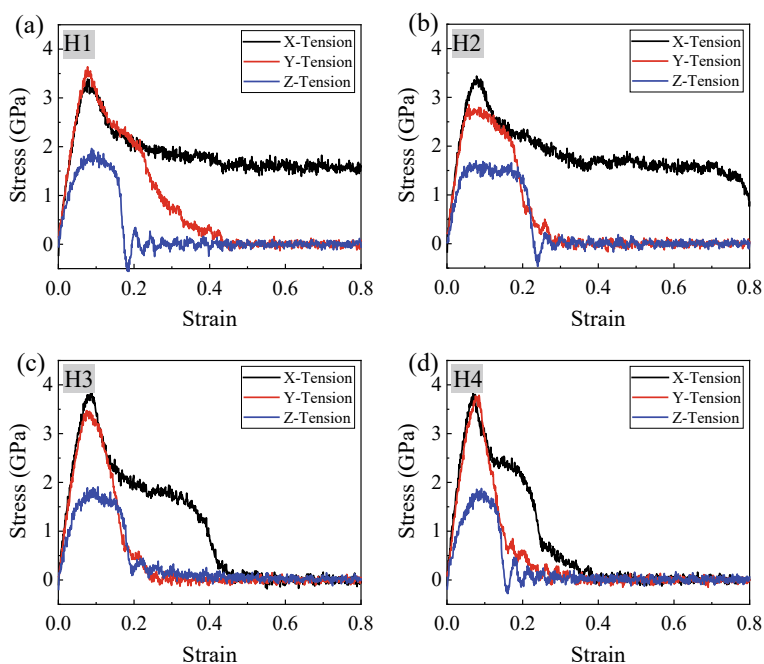 (a)
H1
X-Tension
Y-Tension
Z-Tension
Stress (GPa)
4
3
2
1
0
0.0 0.2 0.4 0.6 0.8
Strain
(b)
H2
X-Tension
Y-Tension
Z-Tension
Stress (GPa)
4
3
2
1
0
0.0 0.2 0.4 0.6 0.8
Strain
(c)
H3
X-Tension
Y-Tension
Z-Tension
Stress (GPa)
4
3
2
1
0
0.0 0.2 0.4 0.6 0.8
Strain
(d)
H4
X-Tension
Y-Tension
Z-Tension
Stress (GPa)
4
3
2
1
0
0.0 0.2 0.4 0.6 0.8
Strain